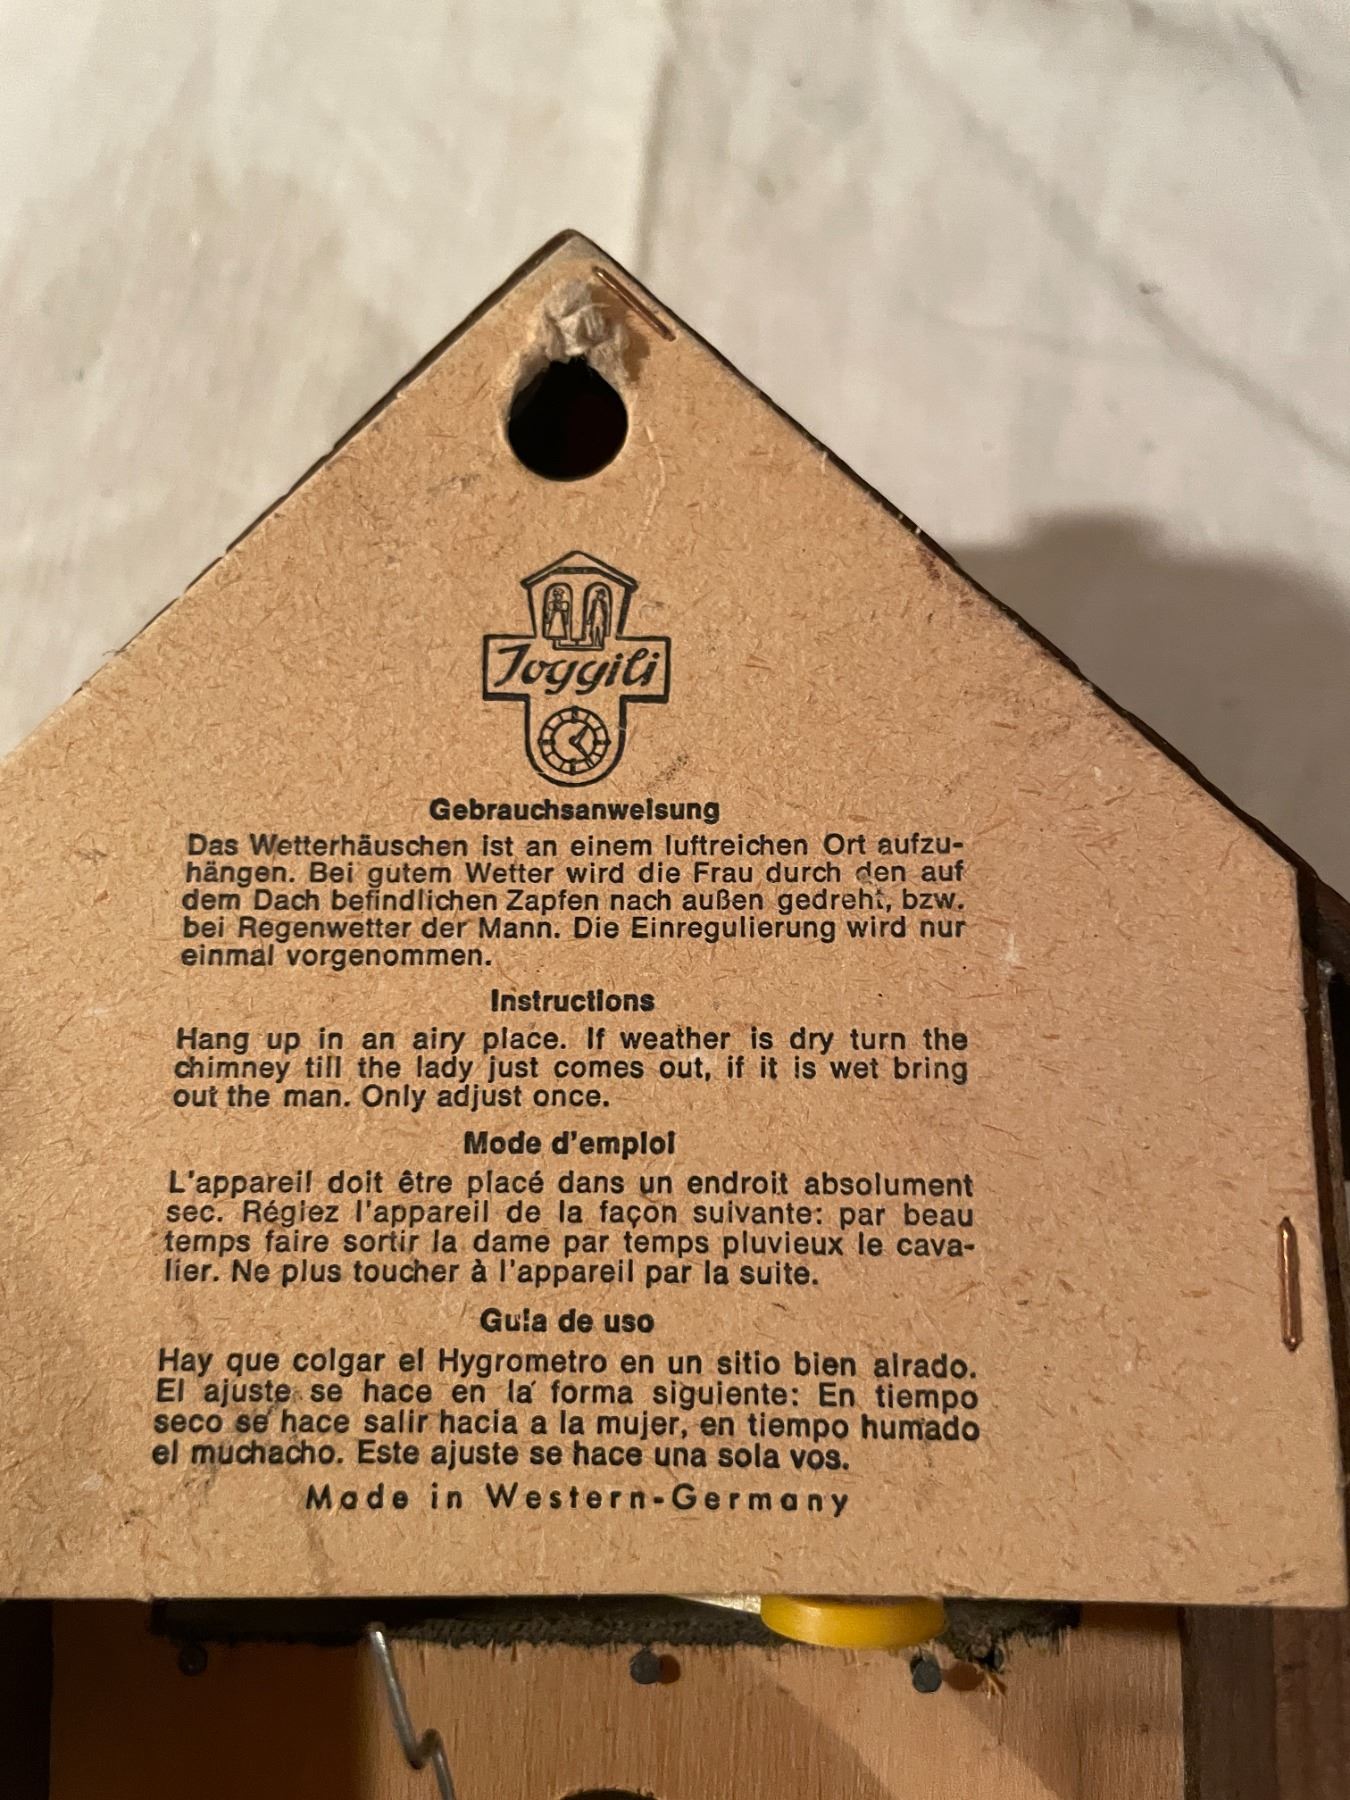 Joggili
Gebrauchsanweisung
Das Wetterhäuschen ist an einem luftreichen Ort aufzu-
hängen. Bei gutem Wetter wird die Frau durch den auf
dem Dach befindlichen Zapfen nach außen gedreht, bzw.
bei Regenwetter der Mann. Die Einregulierung wird nur
einmal vorgenommen.
Instructions
Hang up in an airy place. If weather is dry turn the
chimney till the lady just comes out, if it is wet bring
out the man. Only adjust once.
Mode d'emploi
L'appareil doit être placé dans un endroit absolument
sec. Réglez l'appareil de la façon suivante: par beau
temps faire sortir la dame par temps pluvieux le cava-
lier. Ne plus toucher à l'appareil par la suite.
Guia de uso
Hay que colgar el Hygrometro en un sitio bien airado.
El ajuste se hace en la forma siguiente: En tiempo
seco se hace salir hacia a la mujer, en tiempo humado
el muchacho. Este ajuste se hace una sola vos.
Made in Western-Germany